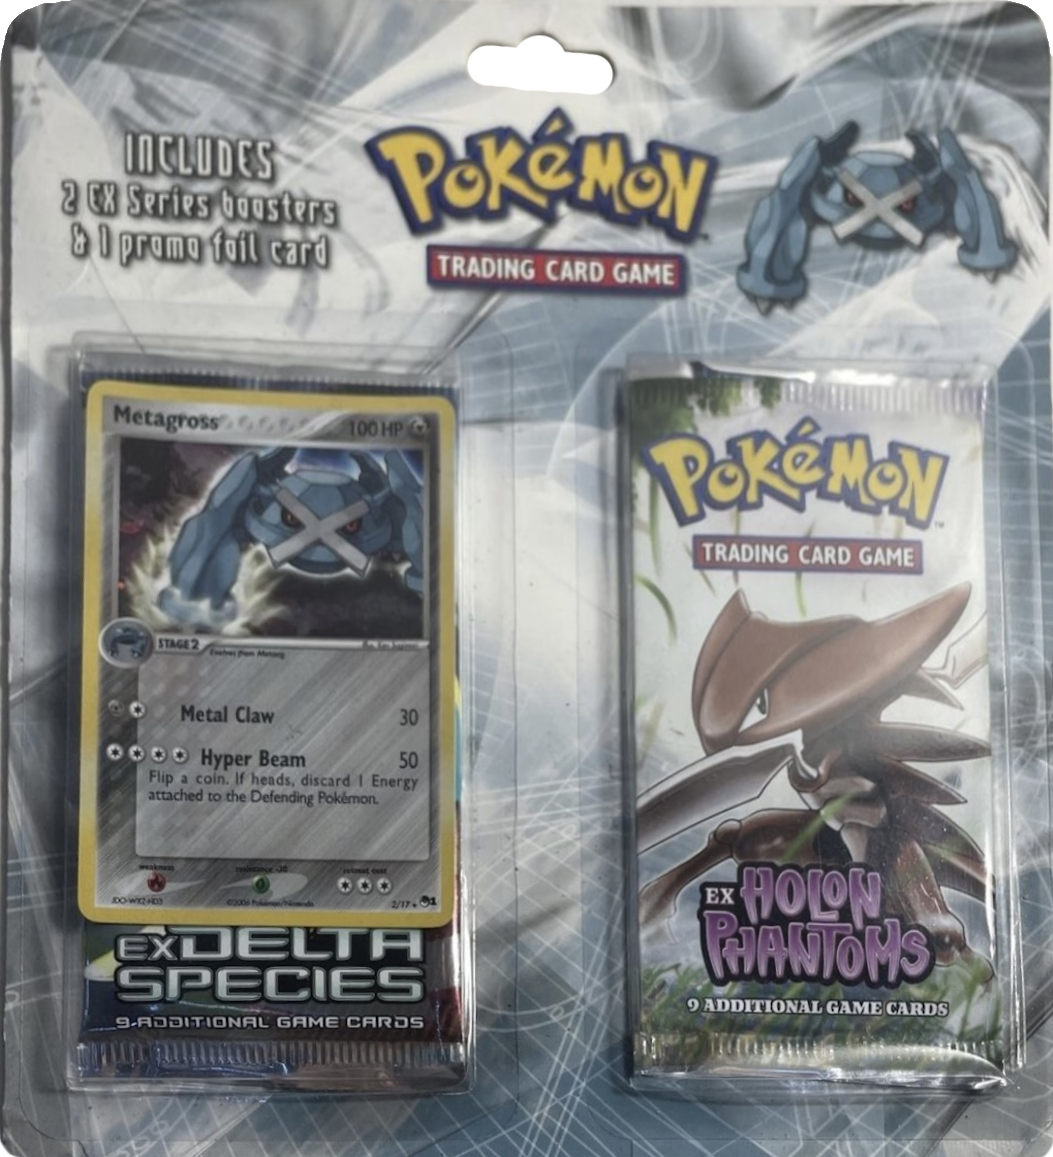 INCLUDES
2 EX Series boosters
& 1 promo foil card
POKéMON
TRADING CARD GAME
Metagross
100 HP
STAGE 2
Evolves from Metang
Metal Claw 30
Hyper Beam 50
Flip a coin. If heads, discard 1 Energy
attached to the Defending Pokémon.
weakness
resistance -30
retreat cost
©2006 Pokémon/Nintendo
2/17
EX DELTA
SPECIES
9 ADDITIONAL GAME CARDS
POKéMON
TM
TRADING CARD GAME
EX HOLON
PHANTOMS
9 ADDITIONAL GAME CARDS